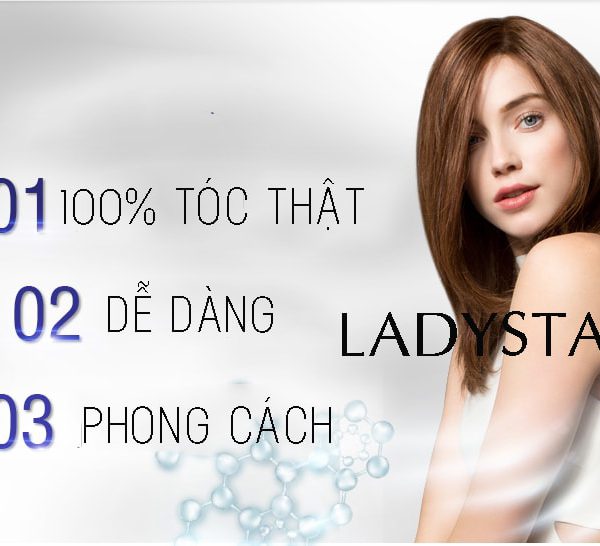 01 100% TÓC THẬT
02 DỄ DÀNG
LADYSTA
03 PHONG CÁCH